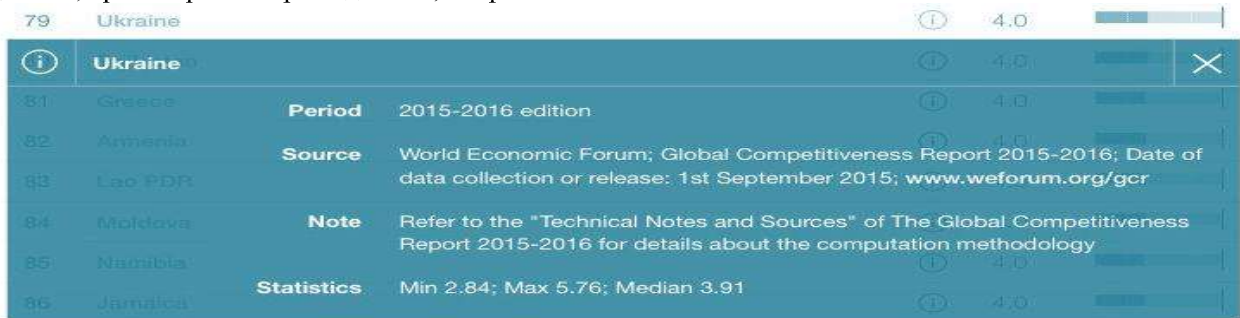 79 Ukraine 4.0
Ukraine
81 Greece 4.0
Period 2015-2016 edition
82 Armenia
Source World Economic Forum; Global Competitiveness Report 2015-2016; Date of
data collection or release: 1st September 2015; www.weforum.org/gcr
83 Lao PDR
84 Moldova
Note Refer to the "Technical Notes and Sources" of The Global Competitiveness
Report 2015-2016 for details about the computation methodology
85 Namibia 4.0
Statistics Min 2.84; Max 5.76; Median 3.91
86 Jamaica 4.0